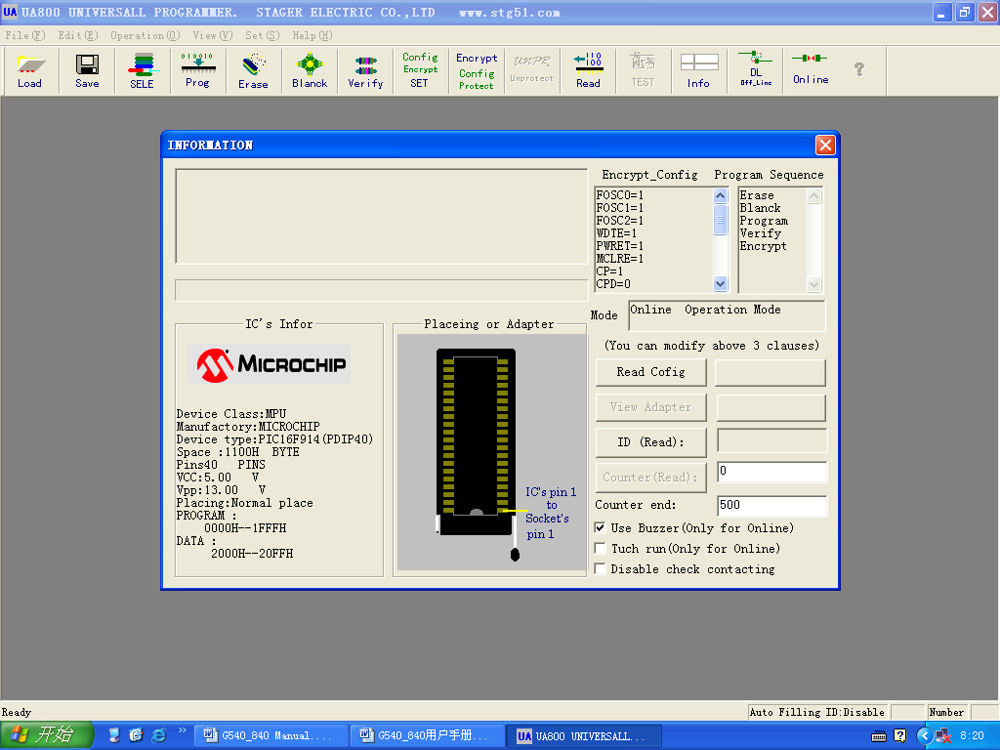 UA UA800 UNIVERSALL PROGRAMMER. STAGER ELECTRIC CO.,LTD www.stg51.com
File(F) Edit(E) Operation(O) View(V) Set(S) Help(H)
Load
Save
SELE
010010
Prog
Erase
Blanck
Verify
Config
Encrypt
SET
Encrypt
Config
Protect
UNPR
Unprotect
110
100
Read
TEST
Info
DL
Off_Line
Online
?
INFORMATION
Encrypt_Config
FOSC0=1
FOSC1=1
FOSC2=1
WDTE=1
PWRET=1
MCLRE=1
CP=1
CPD=0
Program Sequence
Erase
Blanck
Program
Verify
Encrypt
Mode
Online Operation Mode
(You can modify above 3 clauses)
Read Cofig
View Adapter
ID (Read):
Counter(Read):
0
Counter end:
500
Use Buzzer(Only for Online)
Tuch run(Only for Online)
Disable check contacting
IC's Infor
MICROCHIP
Device Class:MPU
Manufactory:MICROCHIP
Device type:PIC16F914(PDIP40)
Space :1100H BYTE
Pins40 PINS
VCC:5.00 V
Vpp:13.00 V
Placing:Normal place
PROGRAM :
0000H--1FFFH
DATA :
2000H--20FFH
Placeing or Adapter
IC's pin 1
to
Socket's
pin 1
Ready
Auto Filling ID:Disable
Number
开始
G540_840 Manual....
G540_840用户手册...
UA UA800 UNIVERSALL...
8:20